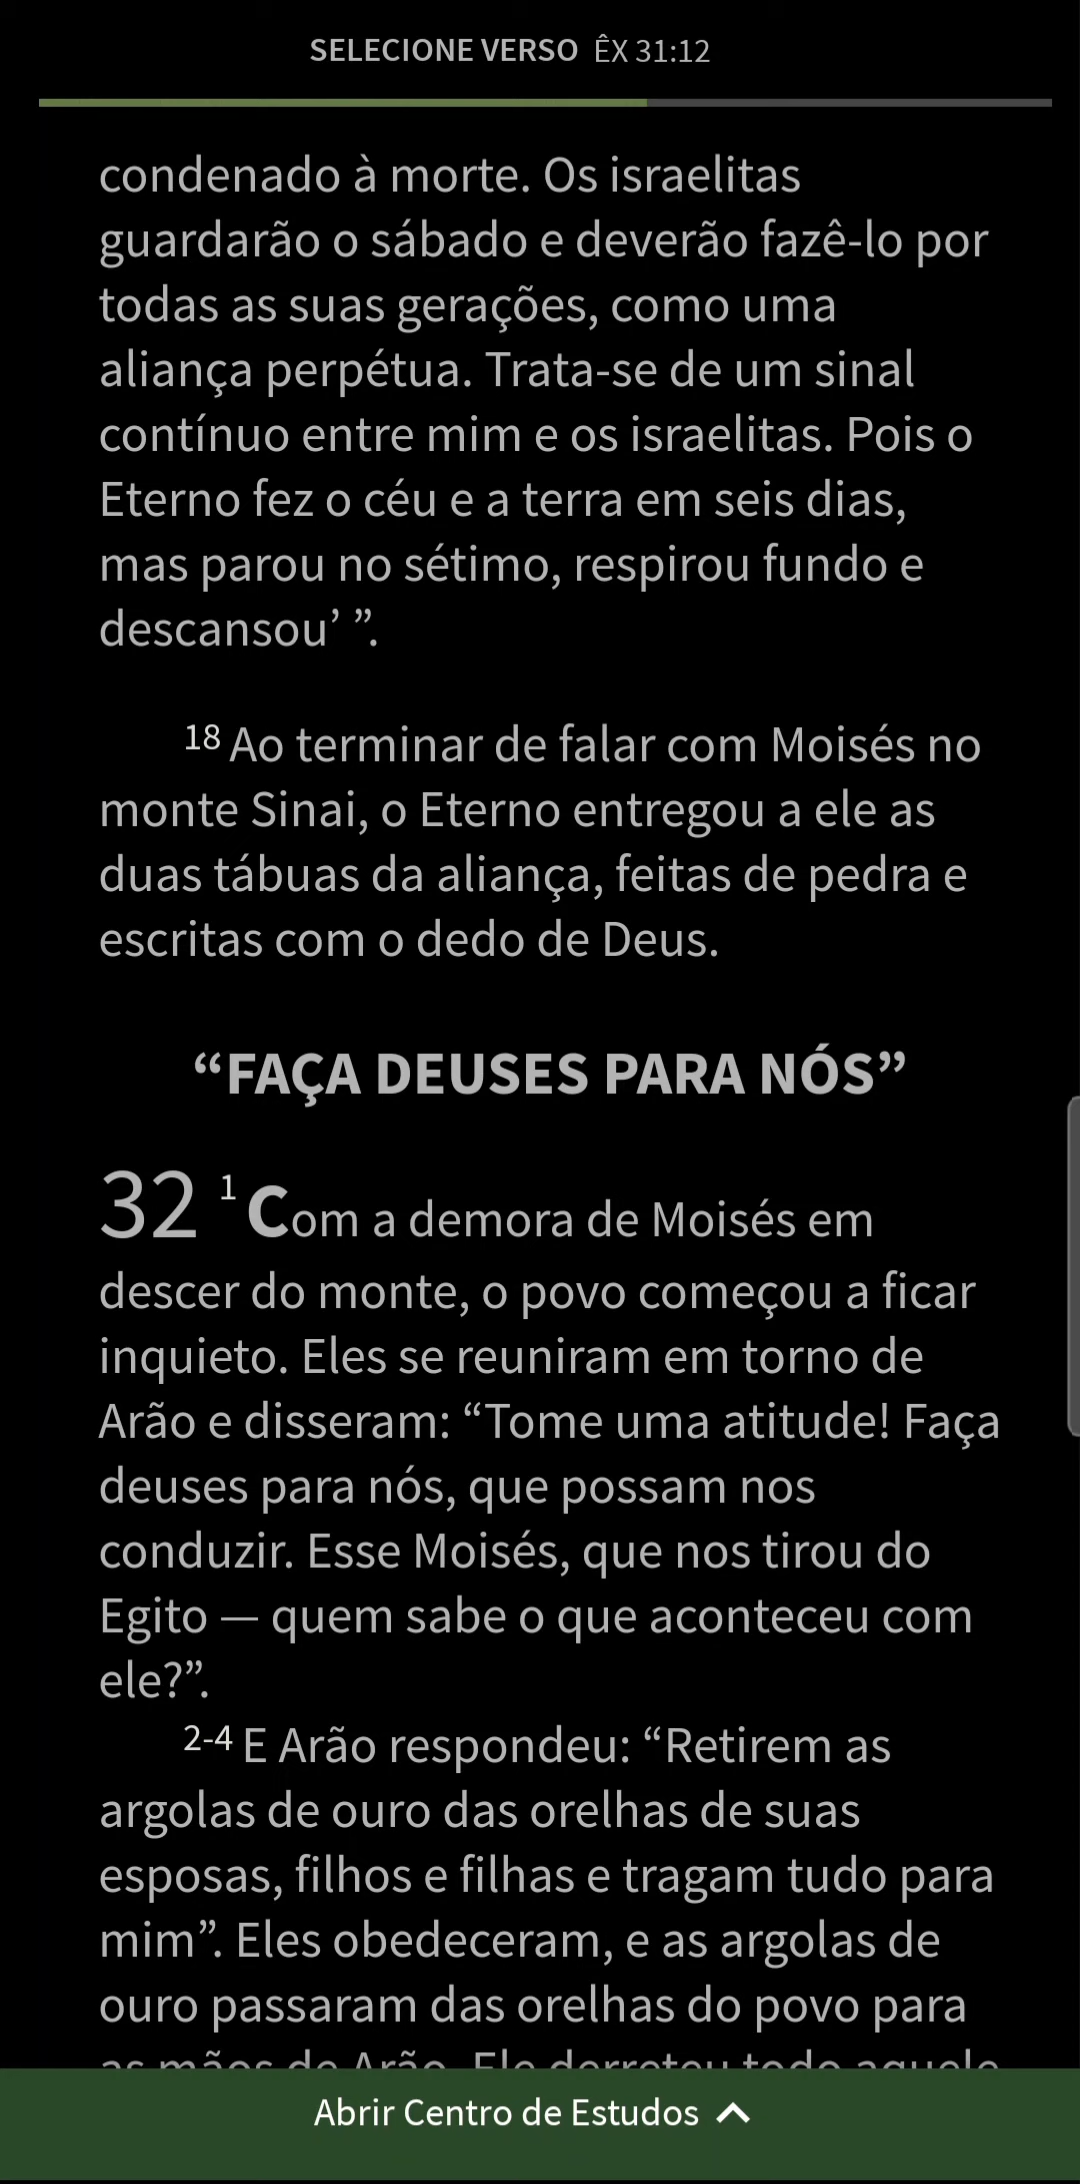 SELECIONE VERSO ÊX 31:12
condenado à morte. Os israelitas
guardarão o sábado e deverão fazê-lo por
todas as suas gerações, como uma
aliança perpétua. Trata-se de um sinal
contínuo entre mim e os israelitas. Pois o
Eterno fez o céu e a terra em seis dias,
mas parou no sétimo, respirou fundo e
descansou’ ”.
18 Ao terminar de falar com Moisés no
monte Sinai, o Eterno entregou a ele as
duas tábuas da aliança, feitas de pedra e
escritas com o dedo de Deus.
“FAÇA DEUSES PARA NÓS”
32 1 Com a demora de Moisés em
descer do monte, o povo começou a ficar
inquieto. Eles se reuniram em torno de
Arão e disseram: “Tome uma atitude! Faça
deuses para nós, que possam nos
conduzir. Esse Moisés, que nos tirou do
Egito — quem sabe o que aconteceu com
ele?”.
2-4 E Arão respondeu: “Retirem as
argolas de ouro das orelhas de suas
esposas, filhos e filhas e tragam tudo para
mim”. Eles obedeceram, e as argolas de
ouro passaram das orelhas do povo para
as mãos de Arão. Ele derreteu todo aquele
Abrir Centro de Estudos